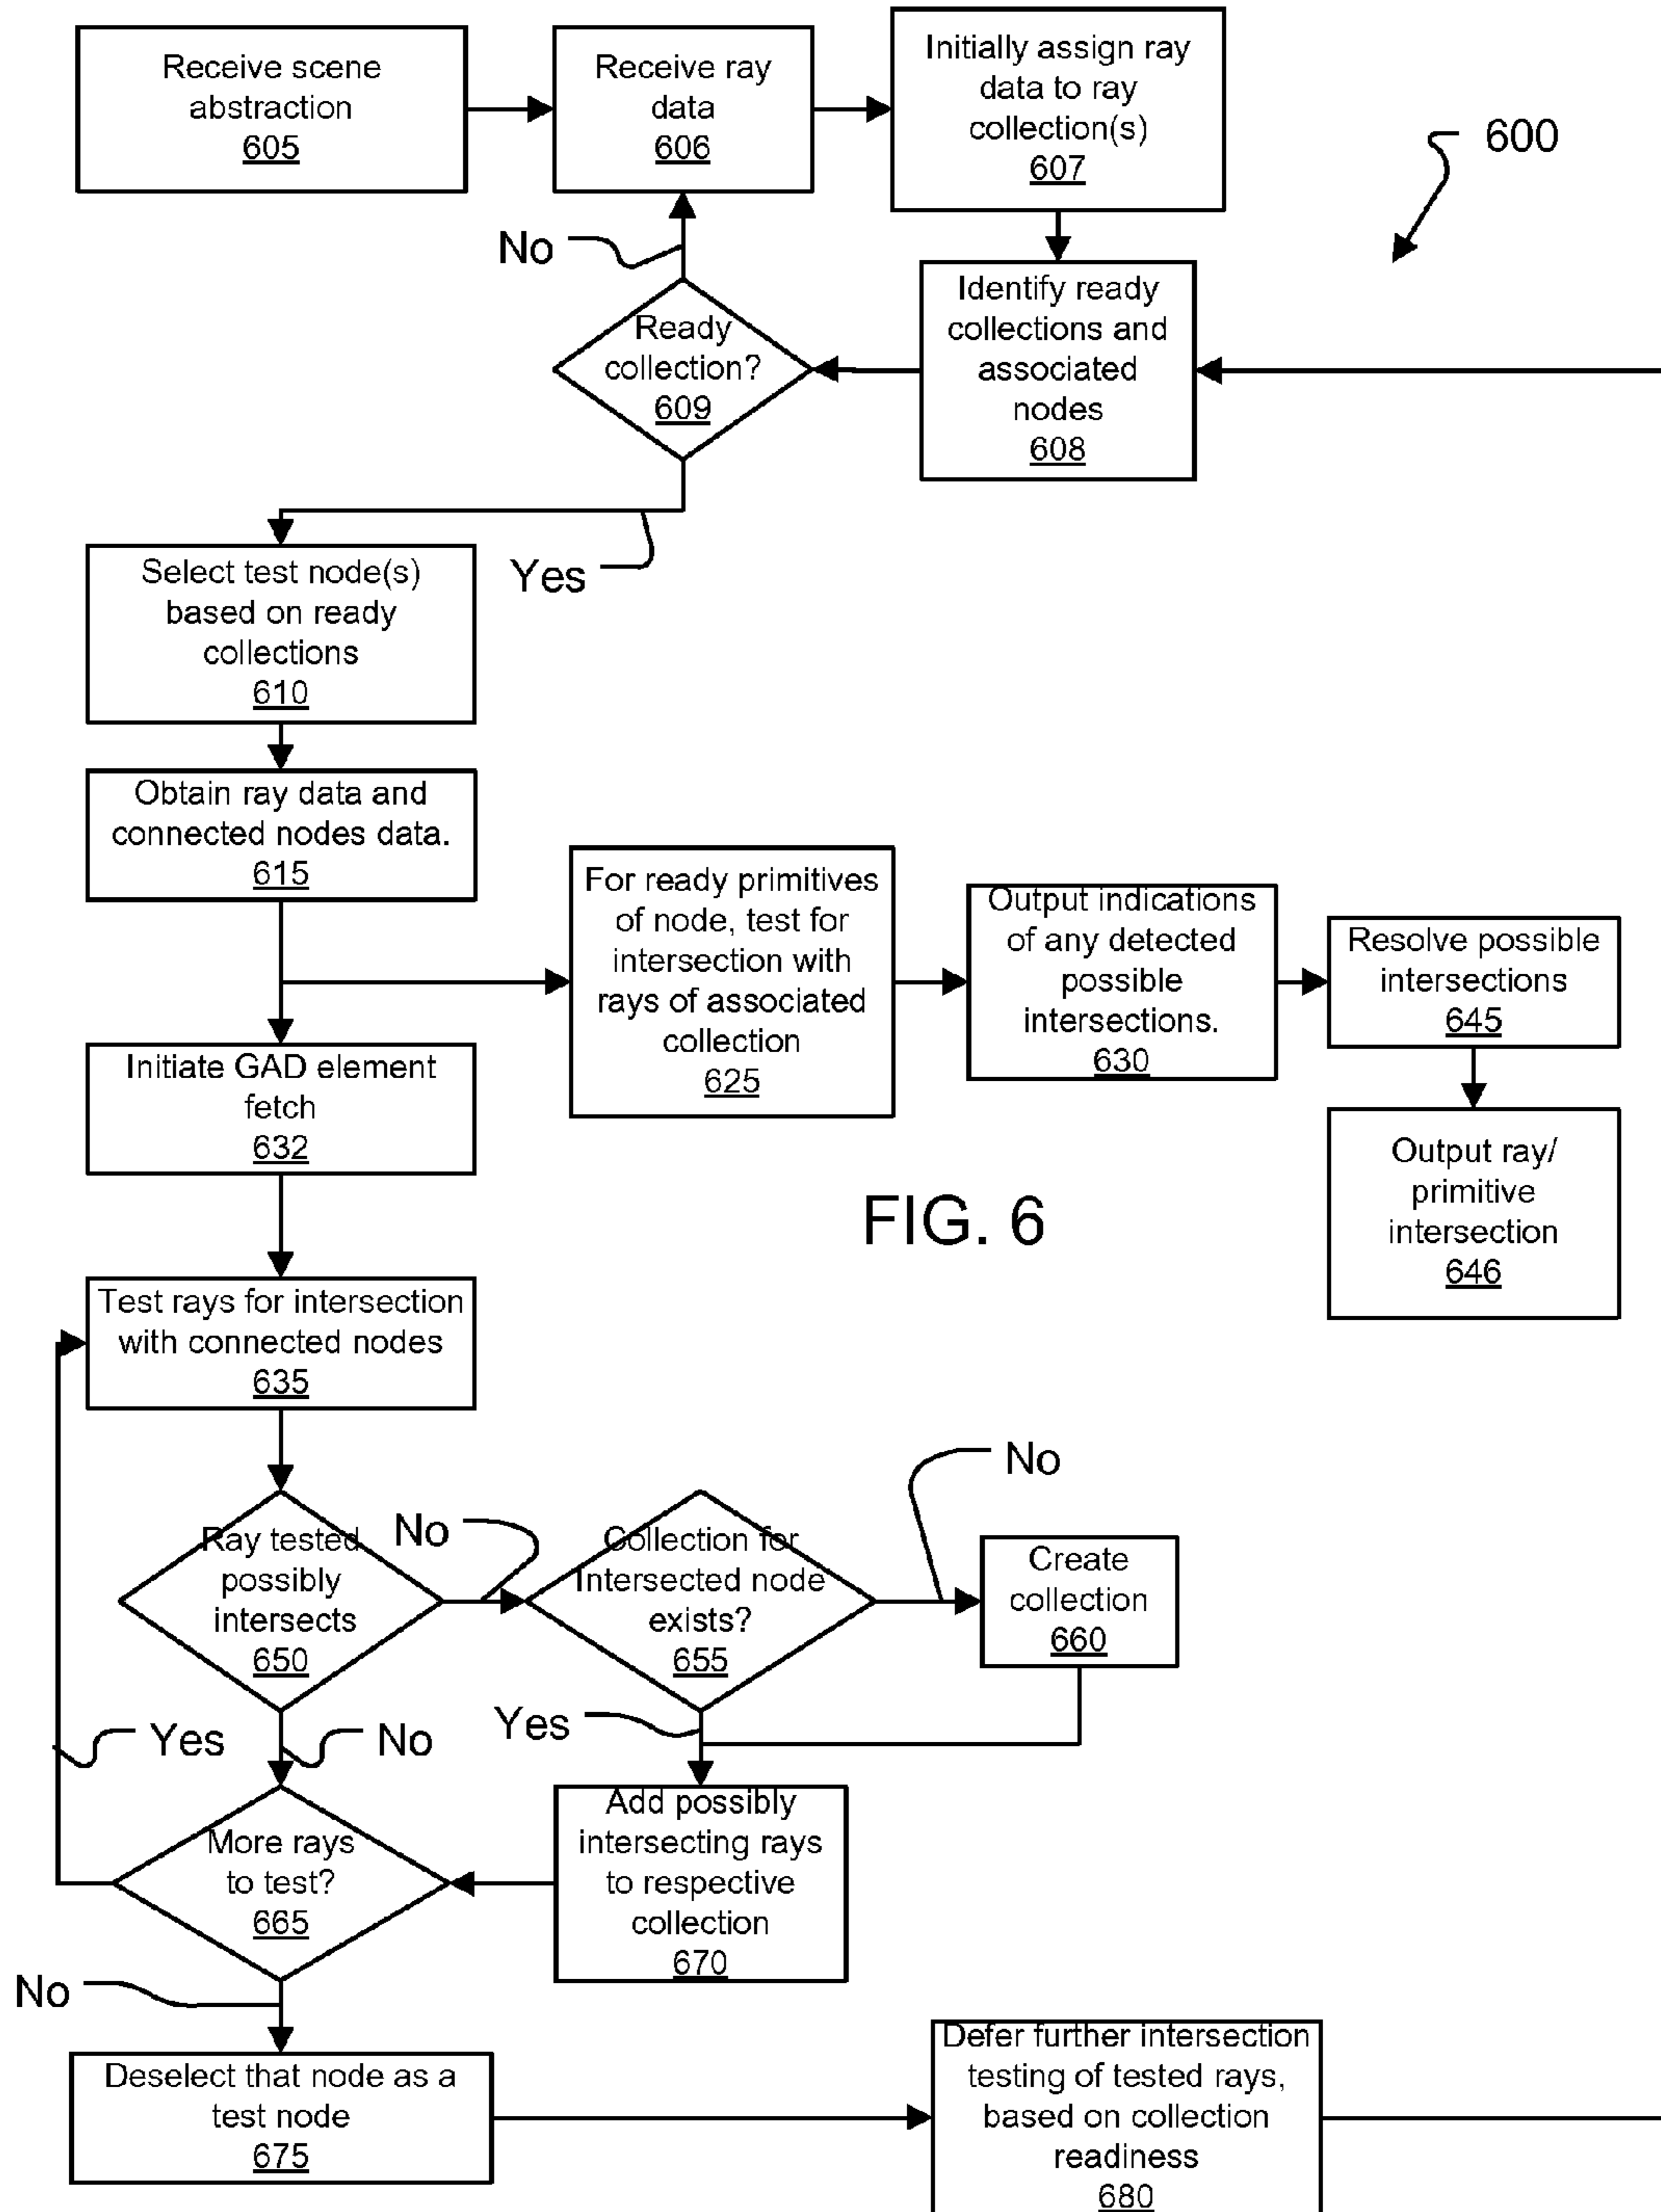 Receive scene
abstraction
605
Receive ray
data
606
Initially assign ray
data to ray
collection(s)
607
600
No
Ready
collection?
609
Identify ready
collections and
associated
nodes
608
Yes
Select test node(s)
based on ready
collections
610
Obtain ray data and
connected nodes data.
615
For ready primitives
of node, test for
intersection with
rays of associated
collection
625
Output indications
of any detected
possible
intersections.
630
Resolve possible
intersections
645
Initiate GAD element
fetch
632
Output ray/
primitive
intersection
646
FIG. 6
Test rays for intersection
with connected nodes
635
Ray tested
possibly
intersects
650
No
Collection for
Intersected node
exists?
655
No
Create
collection
660
Yes
No
Yes
More rays
to test?
665
Add possibly
intersecting rays
to respective
collection
670
No
Deselect that node as a
test node
675
Defer further intersection
testing of tested rays,
based on collection
readiness
680